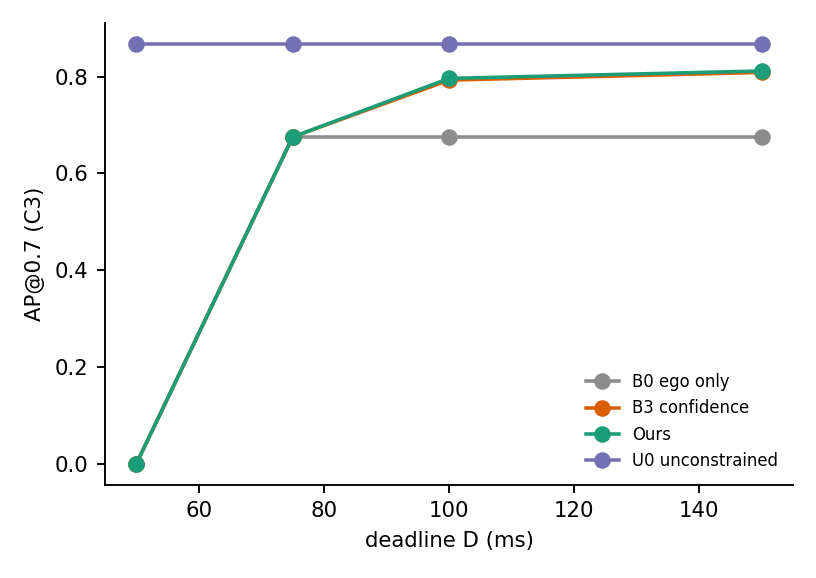 AP@0.7 (C3)
0.8
0.6
0.4
0.2
0.0
B0 ego only
B3 confidence
Ours
U0 unconstrained
60 80 100 120 140
deadline D (ms)